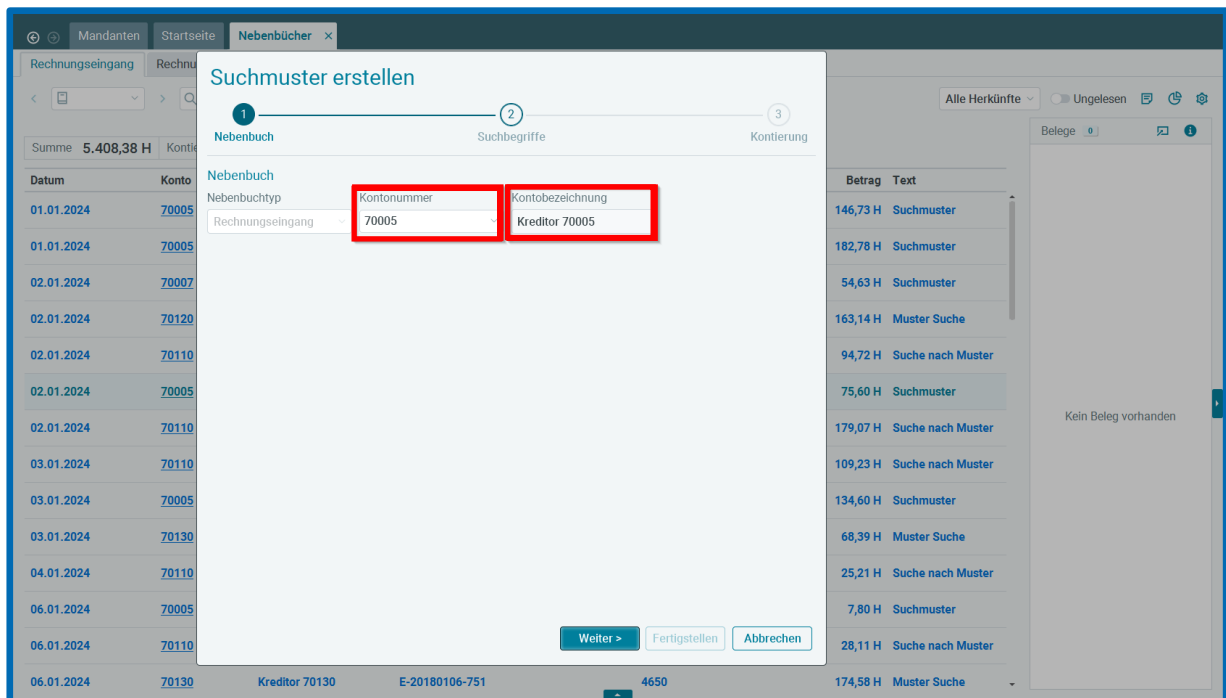 Mandanten Startseite Nebenbücher ×
Rechnungseingang Rechnu
Suchmuster erstellen
1 2 3
Nebenbuch Suchbegriffe Kontierung
Alle Herkünfte Ungelesen
Belege 0
Summe 5.408,38 H Kontie
Nebenbuch
Nebenbuchtyp Kontonummer Kontobezeichnung
Rechnungseingang 70005 Kreditor 70005
Datum Konto Betrag Text
01.01.2024 70005 146,73 H Suchmuster
01.01.2024 70005 182,78 H Suchmuster
02.01.2024 70007 54,63 H Suchmuster
02.01.2024 70120 163,14 H Muster Suche
02.01.2024 70110 94,72 H Suche nach Muster
02.01.2024 70005 75,60 H Suchmuster
Kein Beleg vorhanden
02.01.2024 70110 179,07 H Suche nach Muster
03.01.2024 70110 109,23 H Suche nach Muster
03.01.2024 70005 134,60 H Suchmuster
03.01.2024 70130 68,39 H Muster Suche
04.01.2024 70110 25,21 H Suche nach Muster
06.01.2024 70005 7,80 H Suchmuster
Weiter > Fertigstellen Abbrechen
06.01.2024 70110 28,11 H Suche nach Muster
06.01.2024 70130 Kreditor 70130 E-20180106-751 4650 174,58 H Muster Suche